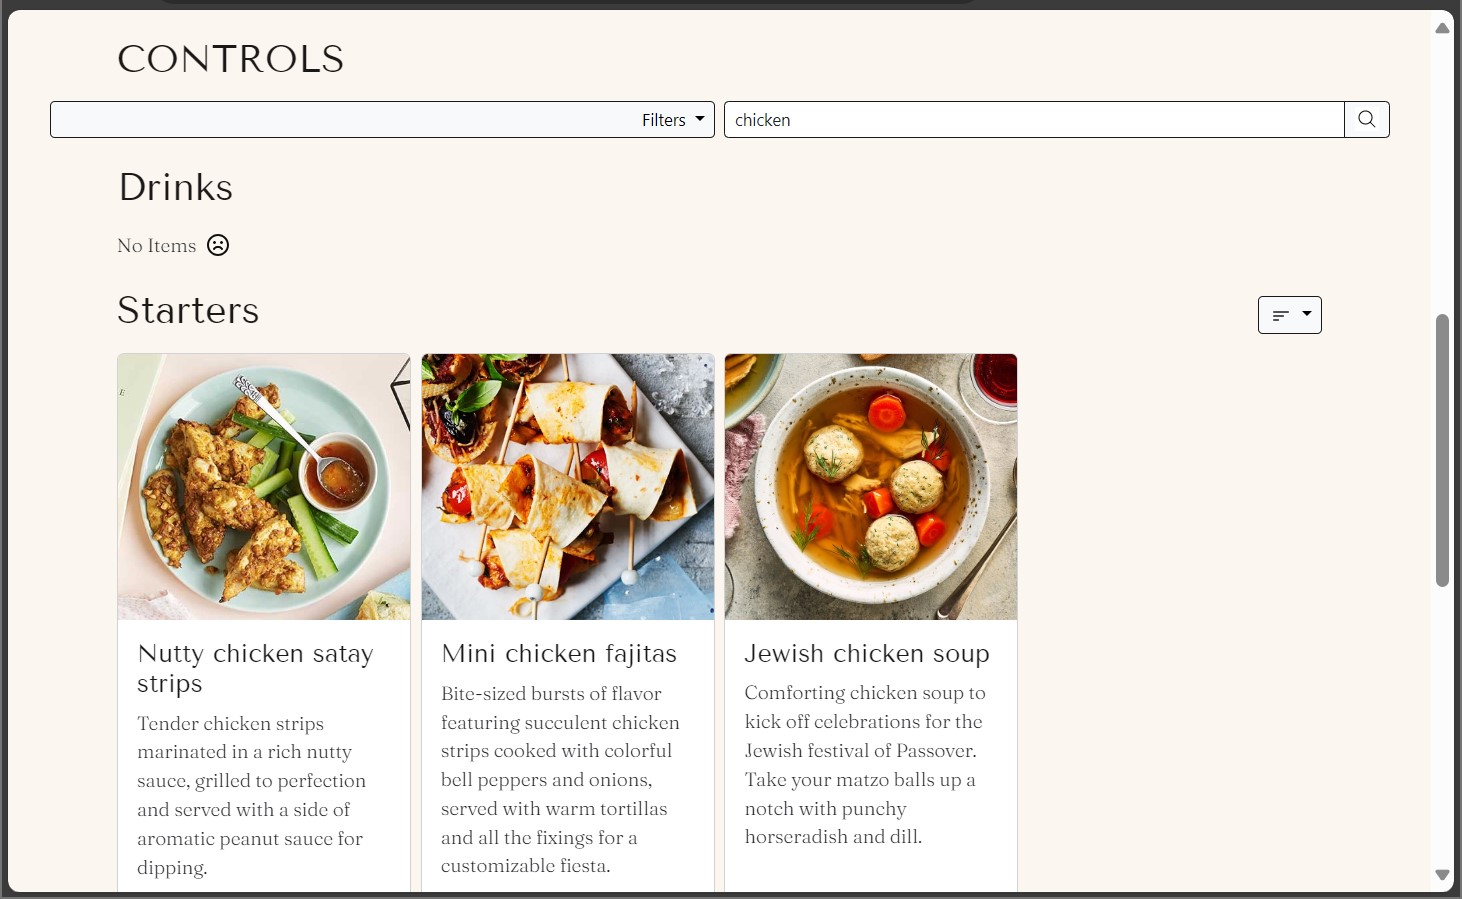 CONTROLS
Filters
chicken
Drinks
No Items
Starters
Nutty chicken satay
strips
Tender chicken strips
marinated in a rich nutty
sauce, grilled to perfection
and served with a side of
aromatic peanut sauce for
dipping.
Mini chicken fajitas
Bite-sized bursts of flavor
featuring succulent chicken
strips cooked with colorful
bell peppers and onions,
served with warm tortillas
and all the fixings for a
customizable fiesta.
Jewish chicken soup
Comforting chicken soup to
kick off celebrations for the
Jewish festival of Passover.
Take your matzo balls up a
notch with punchy
horseradish and dill.